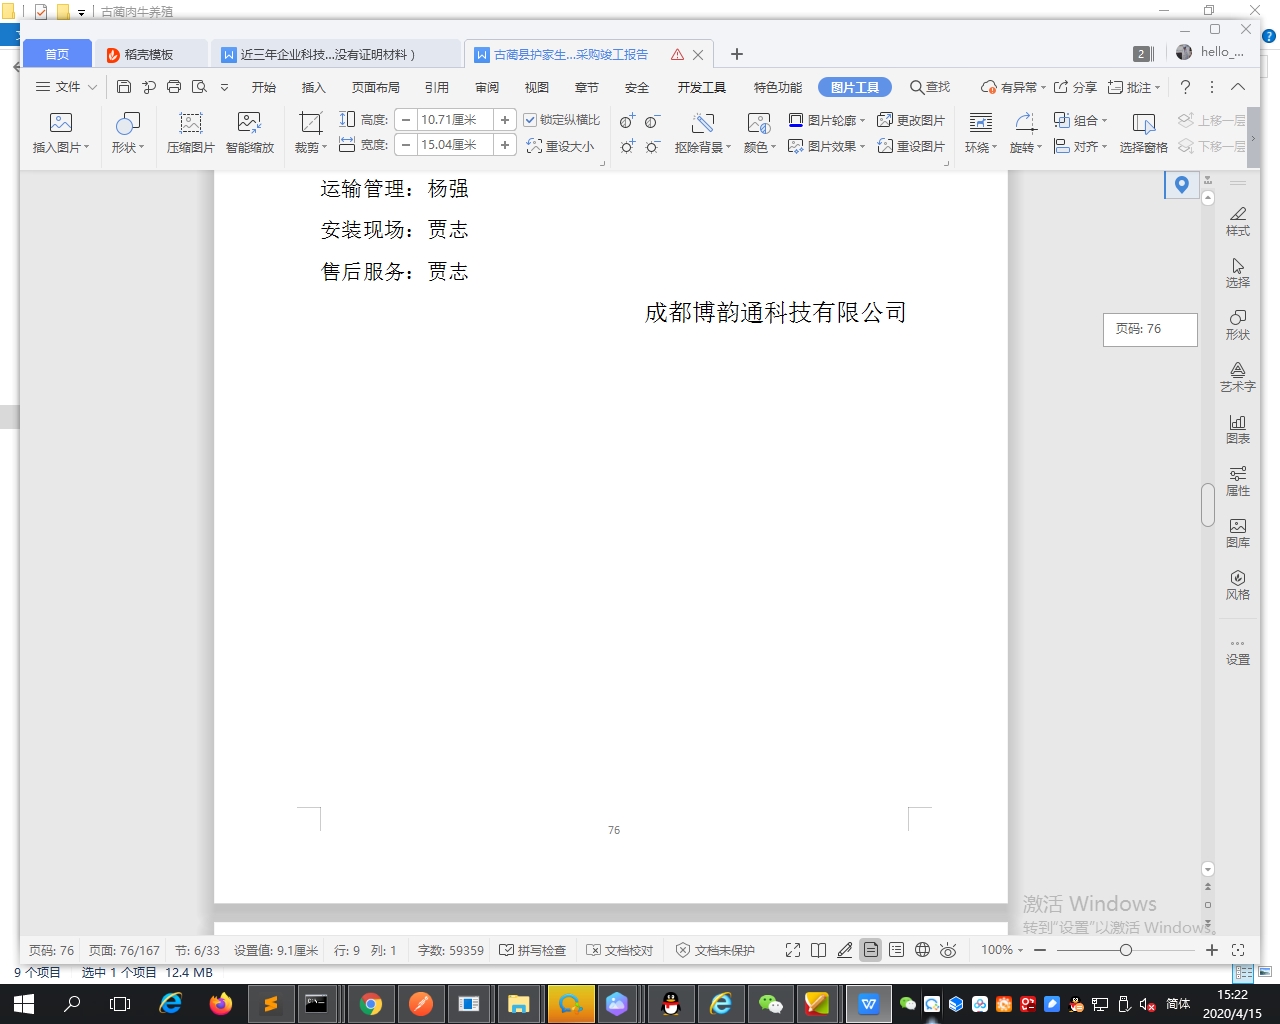 古蔺肉牛养殖
首页
稻壳模板
近三年企业科技...没有证明材料）
古蔺县护家生...采购竣工报告
2
hello_...
文件
开始
插入
页面布局
引用
审阅
视图
章节
安全
开发工具
特色功能
图片工具
查找
有异常
分享
批注
插入图片
形状
压缩图片
智能缩放
裁剪
高度:
10.71厘米
宽度:
15.04厘米
锁定纵横比
重设大小
抠除背景
颜色
图片轮廓
图片效果
更改图片
重设图片
环绕
旋转
组合
对齐
选择窗格
上移一层
下移一层
运输管理：杨强
安装现场：贾志
售后服务：贾志
成都博韵通科技有限公司
76
页码: 76
样式
选择
形状
艺术字
图表
属性
图库
风格
设置
激活 Windows
转到"设置"以激活 Windows。
页码: 76
页面: 76/167
节: 6/33
设置值: 9.1厘米
行: 9
列: 1
字数: 59359
拼写检查
文档校对
文档未保护
100%
9 个项目
选中 1 个项目
12.4 MB
简体
15:22
2020/4/15